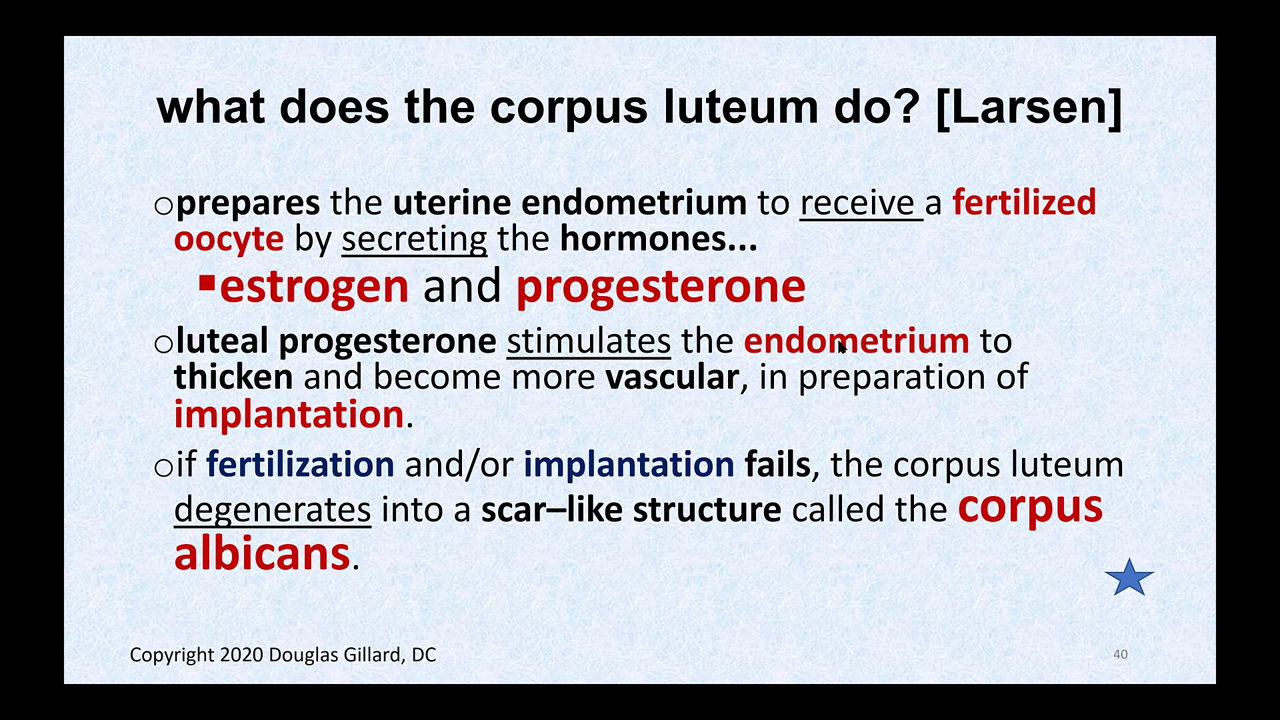 what does the corpus luteum do? [Larsen]
oprepares the uterine endometrium to receive a fertilized
oocyte by secreting the hormones...
▪estrogen and progesterone
oluteal progesterone stimulates the endometrium to
thicken and become more vascular, in preparation of
implantation.
oif fertilization and/or implantation fails, the corpus luteum
degenerates into a scar–like structure called the corpus
albicans.
Copyright 2020 Douglas Gillard, DC
40